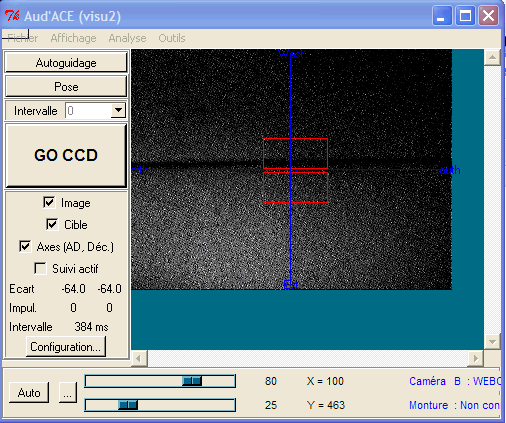 Aud'ACE (visu2)
Fichier Affichage Analyse Outils
Autoguidage
Pose
Intervalle 0
GO CCD
Image
Cible
Axes (AD, Déc.)
Suivi actif
Ecart -64.0 -64.0
Impul. 0 0
Intervalle 384 ms
Configuration...
Auto ... 80 X = 100 Caméra B : WEBC
25 Y = 463 Monture : Non con